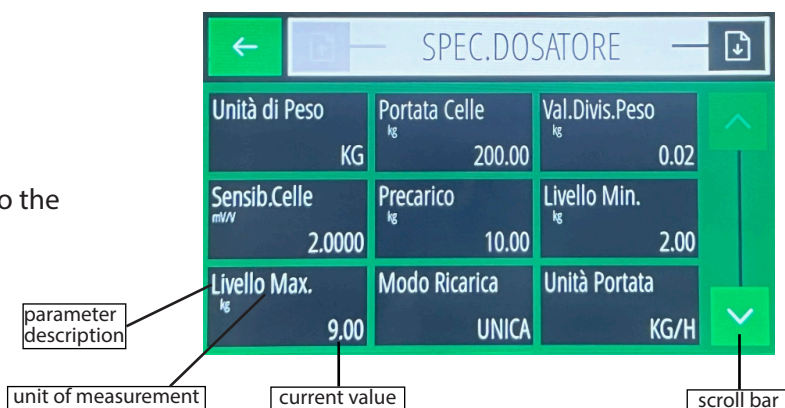 SPEC.DOSATORE
Unità di Peso
KG
Portata Celle
kg
200.00
Val.Divis.Peso
kg
0.02
o the
Sensib.Celle
mV/V
2.0000
Precarico
kg
10.00
Livello Min.
kg
2.00
Livello Max.
kg
9.00
Modo Ricarica
UNICA
Unità Portata
KG/H
parameter
description
unit of measurement
current value
scroll bar